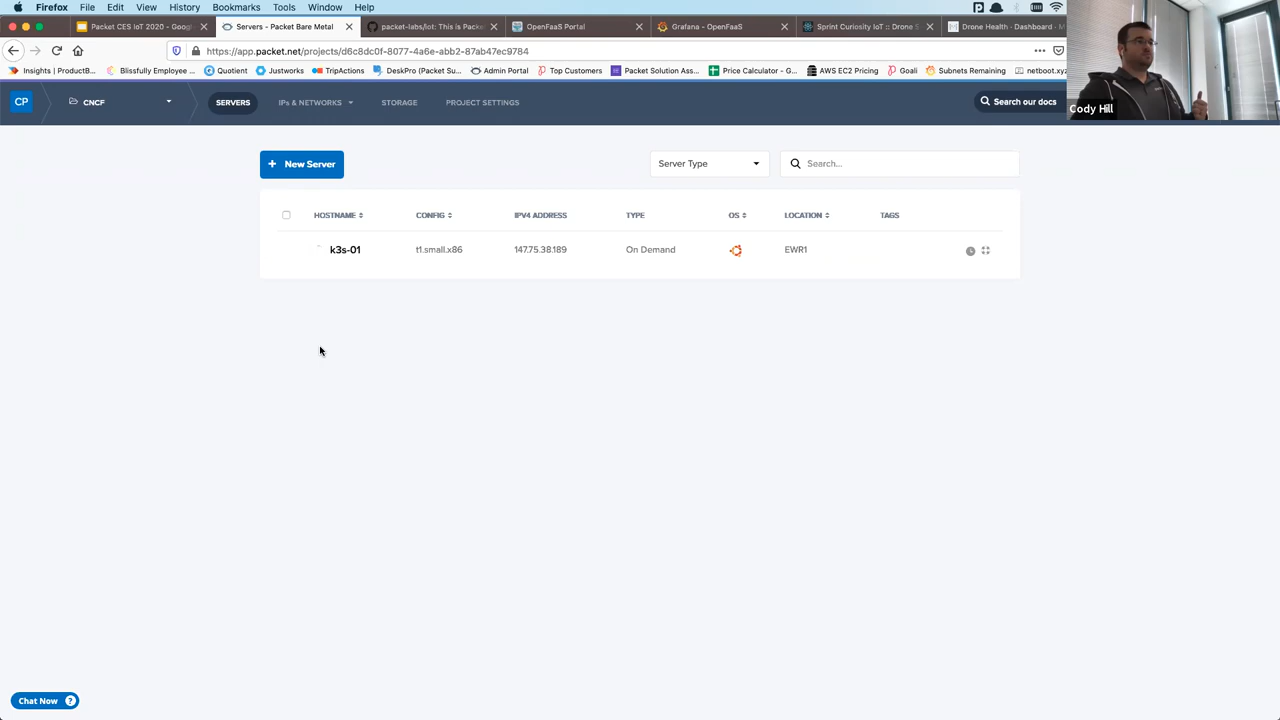 Firefox File Edit View History Bookmarks Tools Window Help
Packet CES IoT 2020 - Googl
Servers - Packet Bare Metal
packet-labs/iot: This is Packe
OpenFaaS Portal
Grafana - OpenFaaS
Sprint Curiosity IoT :: Drone S
Drone Health - Dashboard - M
https://app.packet.net/projects/d6c8dc0f-8077-4a6e-abb2-87ab47ec9784
Insights | ProductB... Blissfully Employee ... Quotient Justworks TripActions DeskPro (Packet Su... Admin Portal Top Customers Packet Solution Ass... Price Calculator - G... AWS EC2 Pricing Goali Subnets Remaining netboot.xyz
Cody Hill
CP CNCF SERVERS IPs & NETWORKS STORAGE PROJECT SETTINGS Search our docs
+ New Server Server Type Search...
HOSTNAME CONFIG IPV4 ADDRESS TYPE OS LOCATION TAGS
k3s-01 t1.small.x86 147.75.38.189 On Demand EWR1
Chat Now ?